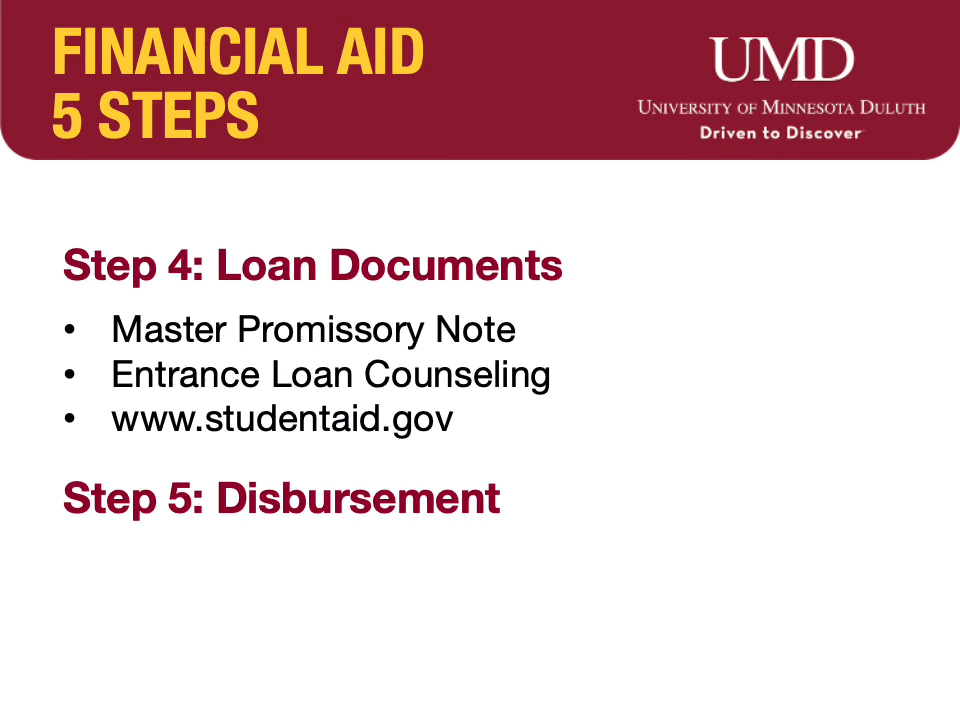 FINANCIAL AID
5 STEPS
UMD
UNIVERSITY OF MINNESOTA DULUTH
Driven to Discover
Step 4: Loan Documents
• Master Promissory Note
• Entrance Loan Counseling
• www.studentaid.gov
Step 5: Disbursement